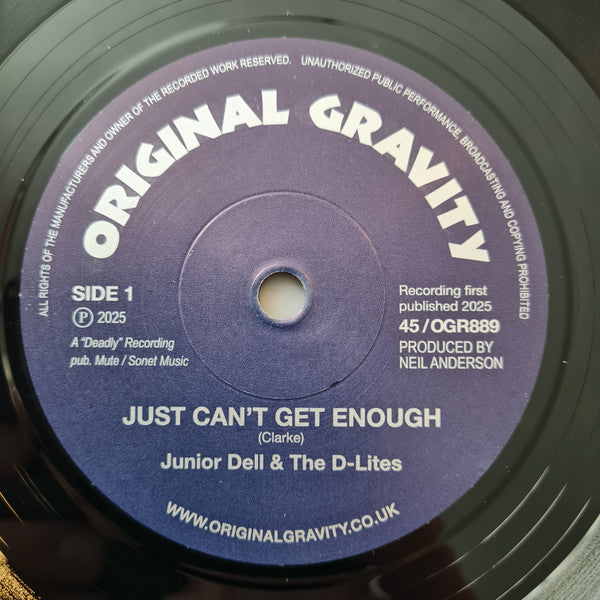 ALL RIGHTS OF THE MANUFACTURERS AND OWNER OF THE RECORDED WORK RESERVED. UNAUTHORIZED PUBLIC PERFORMANCE, BROADCASTING AND COPYING PROHIBITED
ORIGINAL GRAVITY
SIDE 1
Ⓟ 2025
A "Deadly" Recording
pub. Mute / Sonet Music
Recording first
published 2025
45 / OGR889
PRODUCED BY
NEIL ANDERSON
JUST CAN'T GET ENOUGH
(Clarke)
Junior Dell & The D-Lites
WWW.ORIGINALGRAVITY.CO.UK